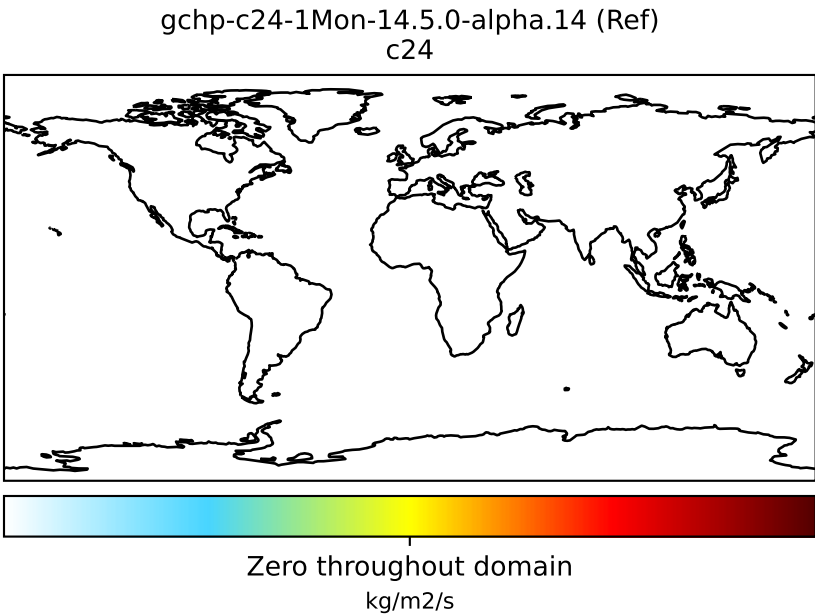 gchp-c24-1Mon-14.5.0-alpha.14 (Ref)
c24
Zero throughout domain
kg/m2/s